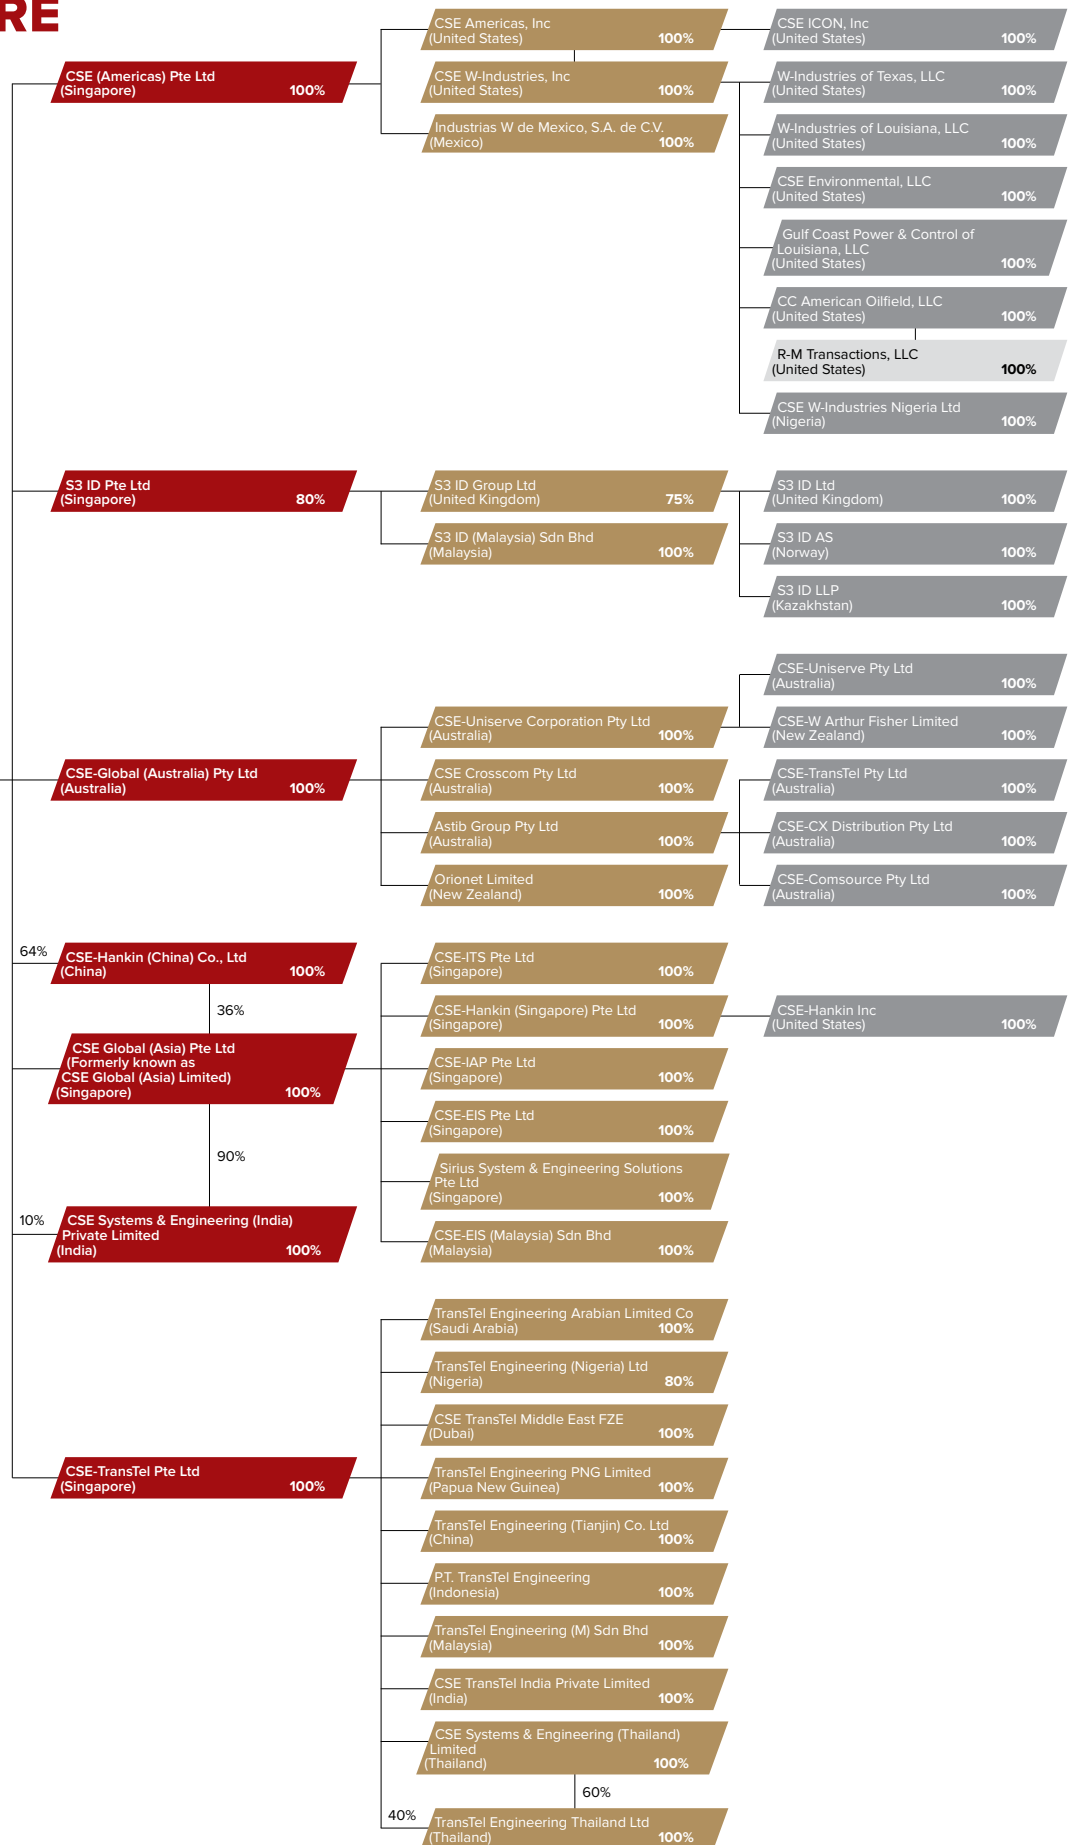 RE
CSE (Americas) Pte Ltd
(Singapore) 100%
CSE Americas, Inc
(United States) 100%
CSE ICON, Inc
(United States) 100%
CSE W-Industries, Inc
(United States) 100%
Industrias W de Mexico, S.A. de C.V.
(Mexico) 100%
W-Industries of Texas, LLC
(United States) 100%
W-Industries of Louisiana, LLC
(United States) 100%
CSE Environmental, LLC
(United States) 100%
Gulf Coast Power & Control of
Louisiana, LLC
(United States) 100%
CC American Oilfield, LLC
(United States) 100%
R-M Transactions, LLC
(United States) 100%
CSE W-Industries Nigeria Ltd
(Nigeria) 100%
S3 ID Pte Ltd
(Singapore) 80%
S3 ID Group Ltd
(United Kingdom) 75%
S3 ID (Malaysia) Sdn Bhd
(Malaysia) 100%
S3 ID Ltd
(United Kingdom) 100%
S3 ID AS
(Norway) 100%
S3 ID LLP
(Kazakhstan) 100%
CSE-Global (Australia) Pty Ltd
(Australia) 100%
CSE-Uniserve Corporation Pty Ltd
(Australia) 100%
CSE Crosscom Pty Ltd
(Australia) 100%
Astib Group Pty Ltd
(Australia) 100%
Orionet Limited
(New Zealand) 100%
CSE-Uniserve Pty Ltd
(Australia) 100%
CSE-W Arthur Fisher Limited
(New Zealand) 100%
CSE-TransTel Pty Ltd
(Australia) 100%
CSE-CX Distribution Pty Ltd
(Australia) 100%
CSE-Comsource Pty Ltd
(Australia) 100%
64%
CSE-Hankin (China) Co., Ltd
(China) 100%
36%
CSE Global (Asia) Pte Ltd
(Formerly known as
CSE Global (Asia) Limited)
(Singapore) 100%
90%
10%
CSE Systems & Engineering (India)
Private Limited
(India) 100%
CSE-ITS Pte Ltd
(Singapore) 100%
CSE-Hankin (Singapore) Pte Ltd
(Singapore) 100%
CSE-Hankin Inc
(United States) 100%
CSE-IAP Pte Ltd
(Singapore) 100%
CSE-EIS Pte Ltd
(Singapore) 100%
Sirius System & Engineering Solutions
Pte Ltd
(Singapore) 100%
CSE-EIS (Malaysia) Sdn Bhd
(Malaysia) 100%
CSE-TransTel Pte Ltd
(Singapore) 100%
TransTel Engineering Arabian Limited Co
(Saudi Arabia) 100%
TransTel Engineering (Nigeria) Ltd
(Nigeria) 80%
CSE TransTel Middle East FZE
(Dubai) 100%
TransTel Engineering PNG Limited
(Papua New Guinea) 100%
TransTel Engineering (Tianjin) Co. Ltd
(China) 100%
P.T. TransTel Engineering
(Indonesia) 100%
TransTel Engineering (M) Sdn Bhd
(Malaysia) 100%
CSE TransTel India Private Limited
(India) 100%
CSE Systems & Engineering (Thailand)
Limited
(Thailand) 100%
60%
40%
TransTel Engineering Thailand Ltd
(Thailand) 100%